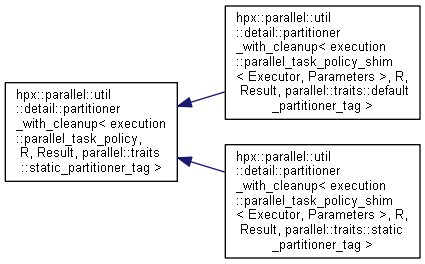 hpx::parallel::util
::detail::partitioner
_with_cleanup< execution
::parallel_task_policy_shim
< Executor, Parameters >, R,
Result, parallel::traits::default
_partitioner_tag >
hpx::parallel::util
::detail::partitioner
_with_cleanup< execution
::parallel_task_policy,
R, Result, parallel::traits
::static_partitioner_tag >
hpx::parallel::util
::detail::partitioner
_with_cleanup< execution
::parallel_task_policy_shim
< Executor, Parameters >, R,
Result, parallel::traits::static
_partitioner_tag >